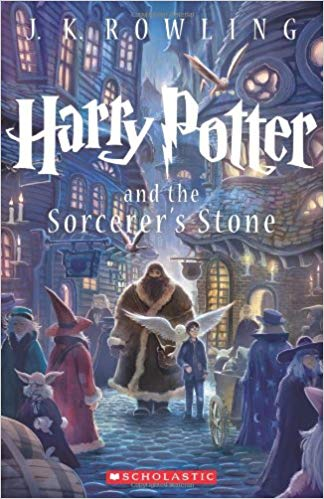 J. K. ROWLING
Harry Potter
and the
Sorcerer's Stone
SCHOLASTIC